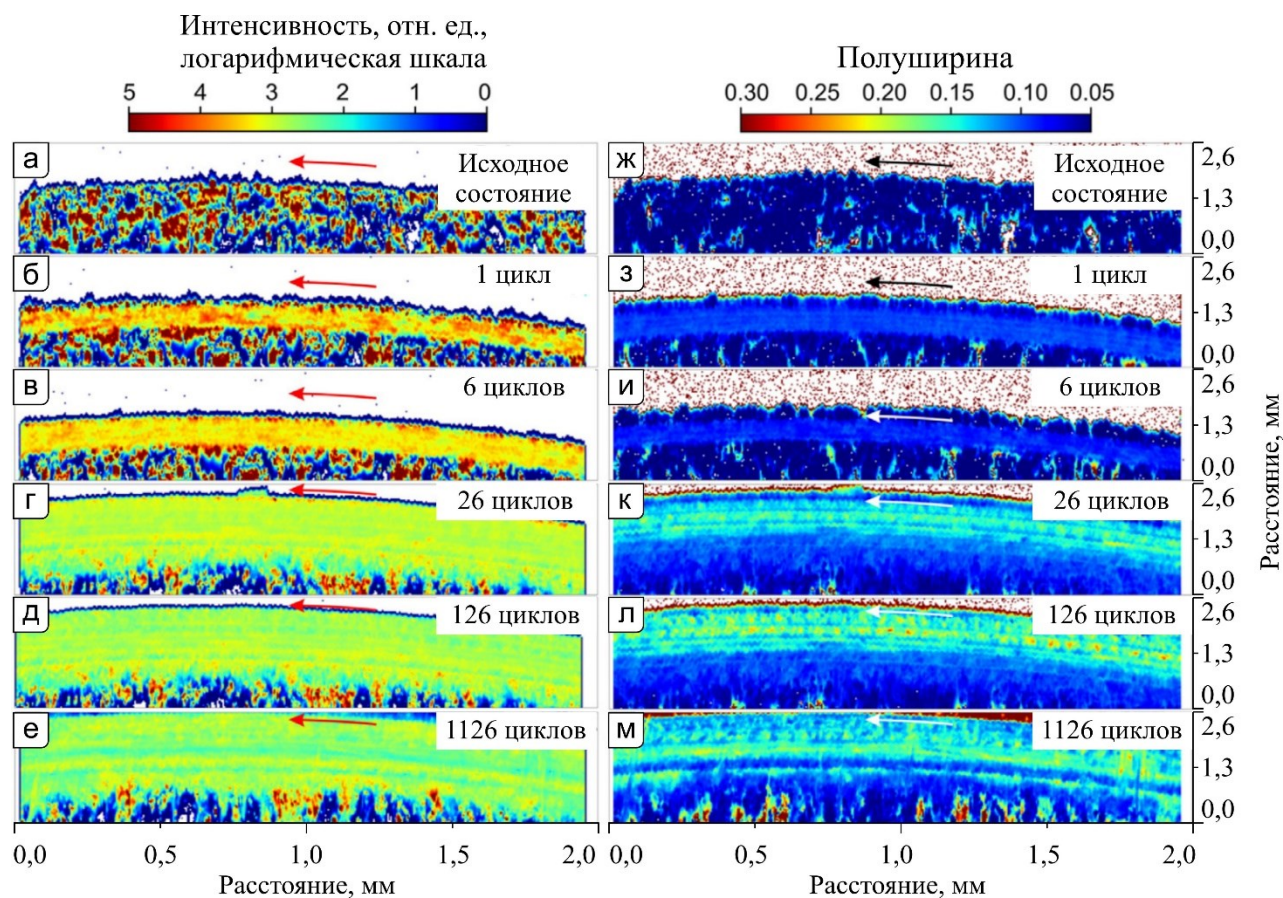 Интенсивность, отн. ед.,
логарифмическая шкала
5 4 3 2 1 0
Полуширина
0.30 0.25 0.20 0.15 0.10 0.05
а
Исходное
состояние
ж
Исходное
состояние
2,6
1,3
0,0
б
1 цикл
з
1 цикл
2,6
1,3
0,0
в
6 циклов
и
6 циклов
2,6
1,3
0,0
г
26 циклов
к
26 циклов
2,6
1,3
0,0
д
126 циклов
л
126 циклов
2,6
1,3
0,0
е
1126 циклов
м
1126 циклов
2,6
1,3
0,0
Расстояние, мм
0,0 0,5 1,0 1,5 2,0
Расстояние, мм
0,0 0,5 1,0 1,5 2,0
Расстояние, мм